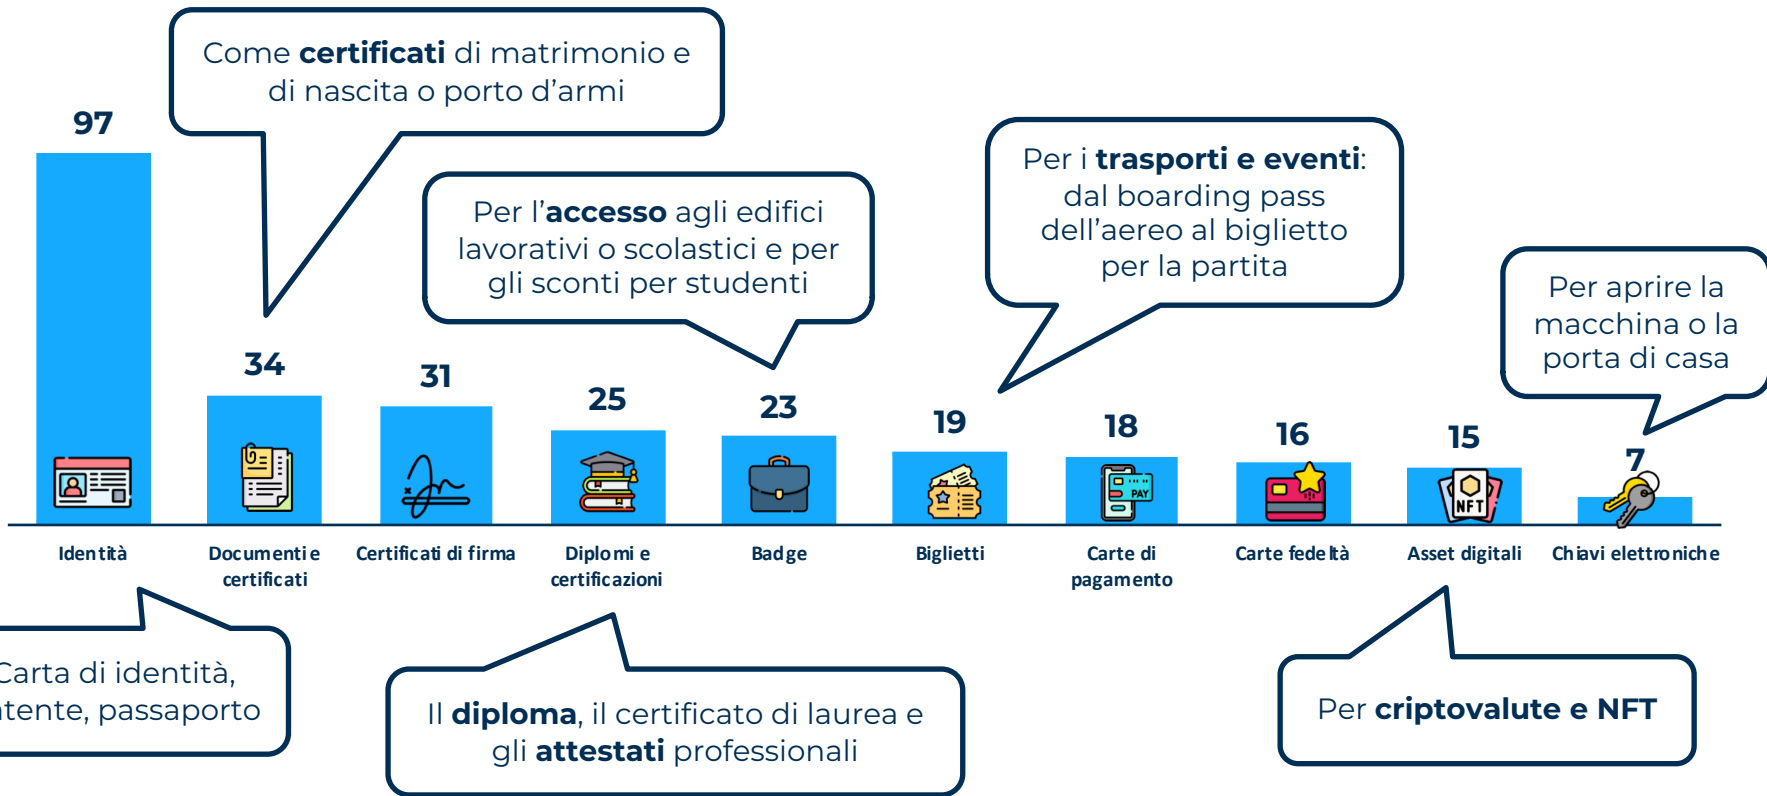 Come certificati di matrimonio e
di nascita o porto d'armi
97
Per i trasporti e eventi:
dal boarding pass
dell'aereo al biglietto
per la partita
Per l'accesso agli edifici
lavorativi o scolastici e per
gli sconti per studenti
Per aprire la
macchina o la
porta di casa
34
31
25
23
19
18
16
15
7
PAY
NFT
Identità
Documenti e
certificati
Certificati di firma
Diplomi e
certificazioni
Badge
Biglietti
Carte di
pagamento
Carte fedeltà
Asset digitali
Chiavi elettroniche
Carta di identità,
atente, passaporto
Il diploma, il certificato di laurea e
gli attestati professionali
Per criptovalute e NFT